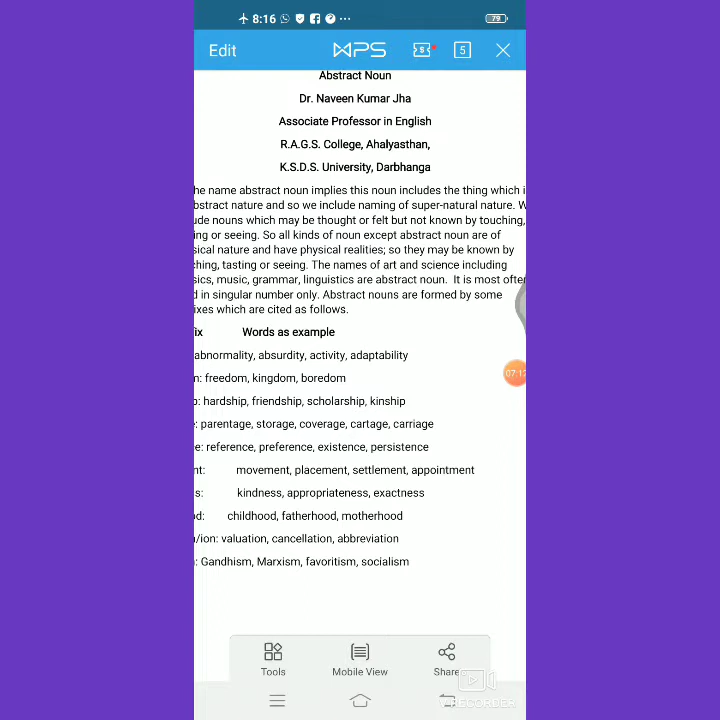 8:16 79
Edit WPS 5
Abstract Noun
Dr. Naveen Kumar Jha
Associate Professor in English
R.A.G.S. College, Ahalyasthan,
K.S.D.S. University, Darbhanga
he name abstract noun implies this noun includes the thing which i
bstract nature and so we include naming of super-natural nature. W
ude nouns which may be thought or felt but not known by touching,
ing or seeing. So all kinds of noun except abstract noun are of
sical nature and have physical realities; so they may be known by
ching, tasting or seeing. The names of art and science including
sics, music, grammar, linguistics are abstract noun. It is most ofte
d in singular number only. Abstract nouns are formed by some
ixes which are cited as follows.
ix Words as example
abnormality, absurdity, activity, adaptability
m: freedom, kingdom, boredom
p: hardship, friendship, scholarship, kinship
e: parentage, storage, coverage, cartage, carriage
ce: reference, preference, existence, persistence
nt: movement, placement, settlement, appointment
s: kindness, appropriateness, exactness
od: childhood, fatherhood, motherhood
n/ion: valuation, cancellation, abbreviation
: Gandhism, Marxism, favoritism, socialism
Tools Mobile View Share
V RECORDER